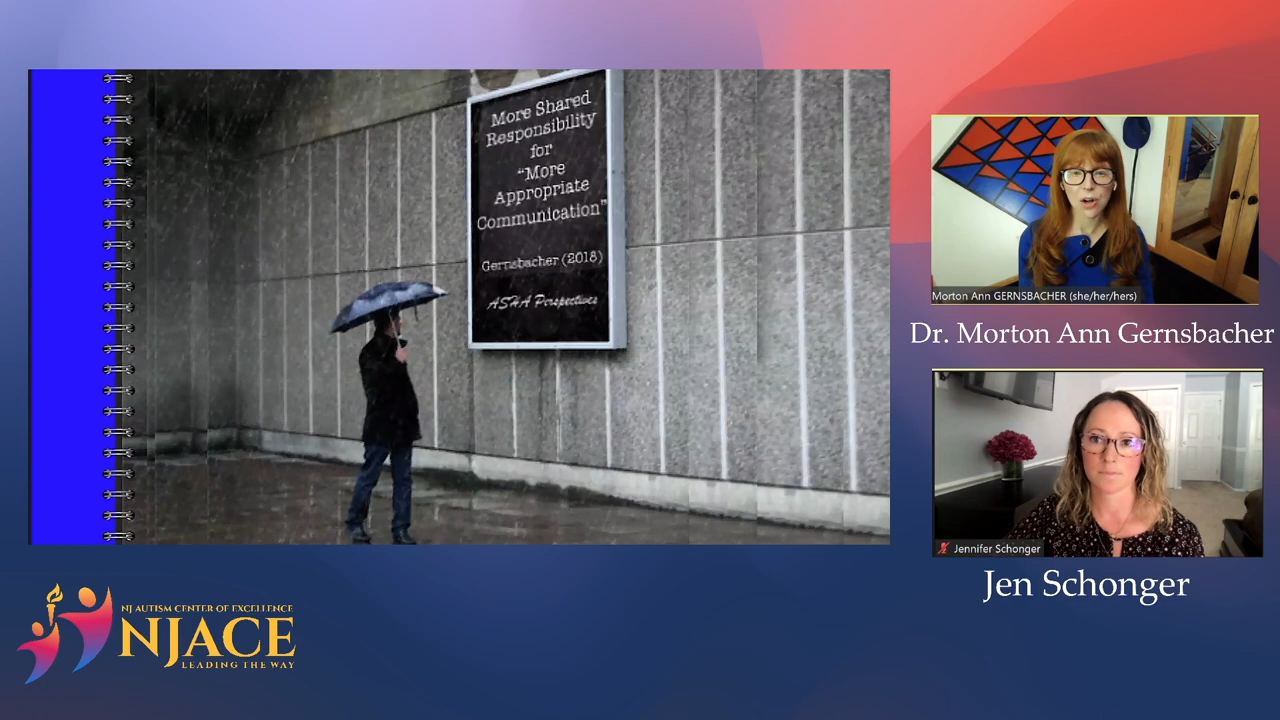 More Shared
Responsibility
for
“More
Appropriate
Communication”
Gernsbacher (2018)
ASHA Perspectives
Morton Ann GERNSBACHER (she/her/hers)
Dr. Morton Ann Gernsbacher
Jennifer Schonger
Jen Schonger
NJ AUTISM CENTER OF EXCELLENCE
NJACE
LEADING THE WAY